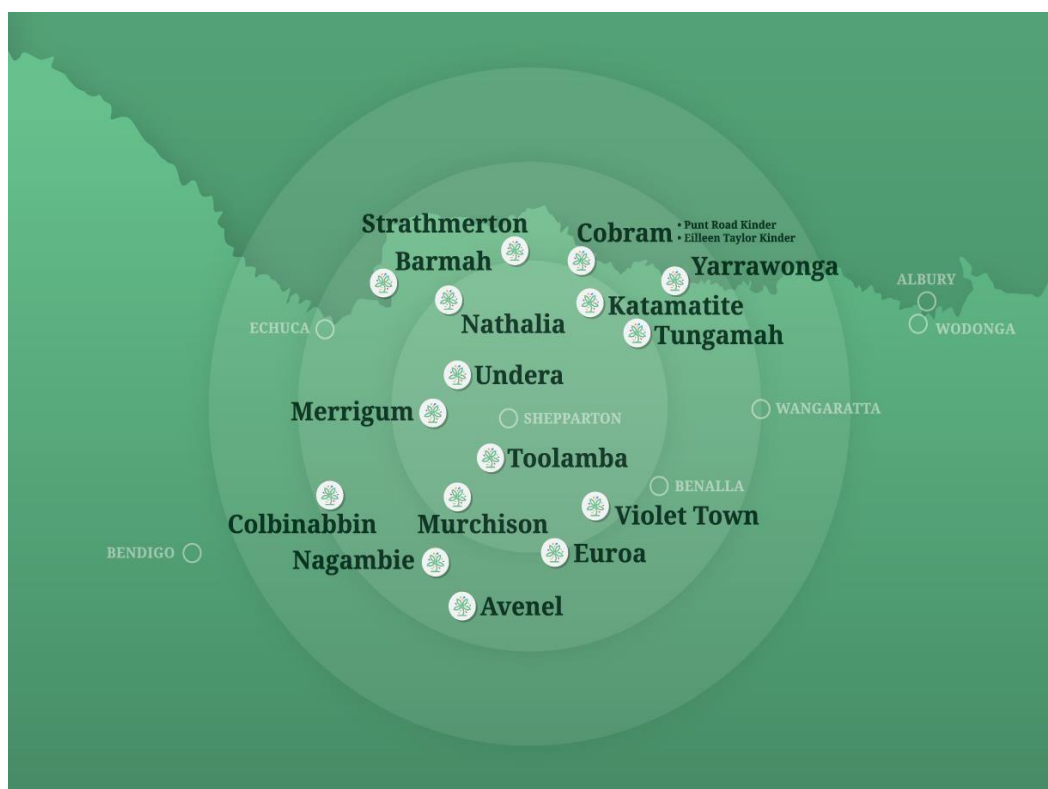 Strathmerton
Cobram
• Punt Road Kinder
• Eilleen Taylor Kinder
Barmah
Yarrawonga
ALBURY
Katamatite
Nathalia
ECHUCA
WODONGA
Tungamah
Undera
Merrigum
SHEPPARTON
WANGARATTA
Toolamba
BENALLA
Colbinabbin
Murchison
Violet Town
BENDIGO
Nagambie
Euroa
Avenel